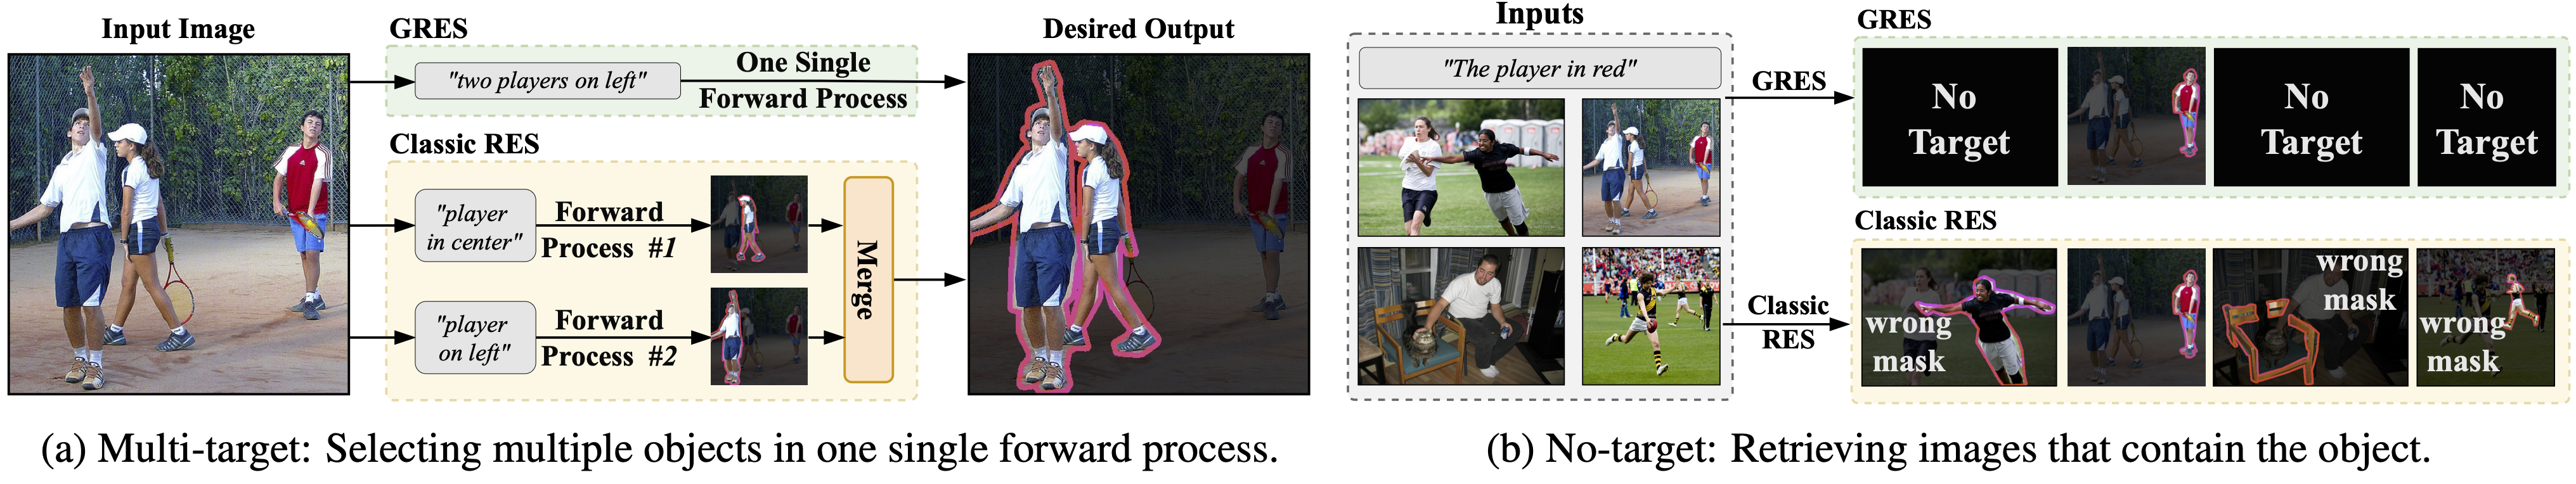 Input Image
GRES
"two players on left"
One Single
Forward Process
Classic RES
"player
in center"
Forward
Process #1
"player
on left"
Forward
Process #2
Merge
Desired Output
(a) Multi-target: Selecting multiple objects in one single forward process.
Inputs
"The player in red"
GRES
Classic
RES
GRES
No
Target
No
Target
No
Target
Classic RES
wrong
mask
wrong
mask
wrong
mask
(b) No-target: Retrieving images that contain the object.